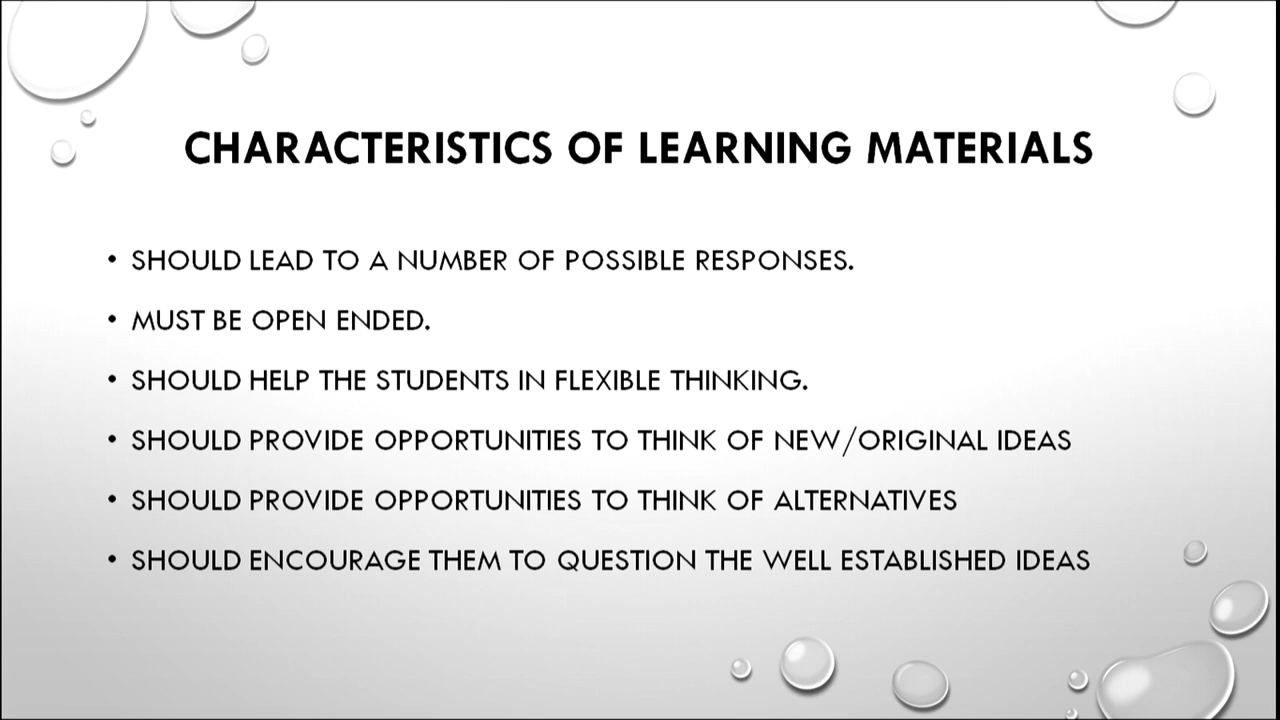 CHARACTERISTICS OF LEARNING MATERIALS
• SHOULD LEAD TO A NUMBER OF POSSIBLE RESPONSES.
• MUST BE OPEN ENDED.
• SHOULD HELP THE STUDENTS IN FLEXIBLE THINKING.
• SHOULD PROVIDE OPPORTUNITIES TO THINK OF NEW/ORIGINAL IDEAS
• SHOULD PROVIDE OPPORTUNITIES TO THINK OF ALTERNATIVES
• SHOULD ENCOURAGE THEM TO QUESTION THE WELL ESTABLISHED IDEAS